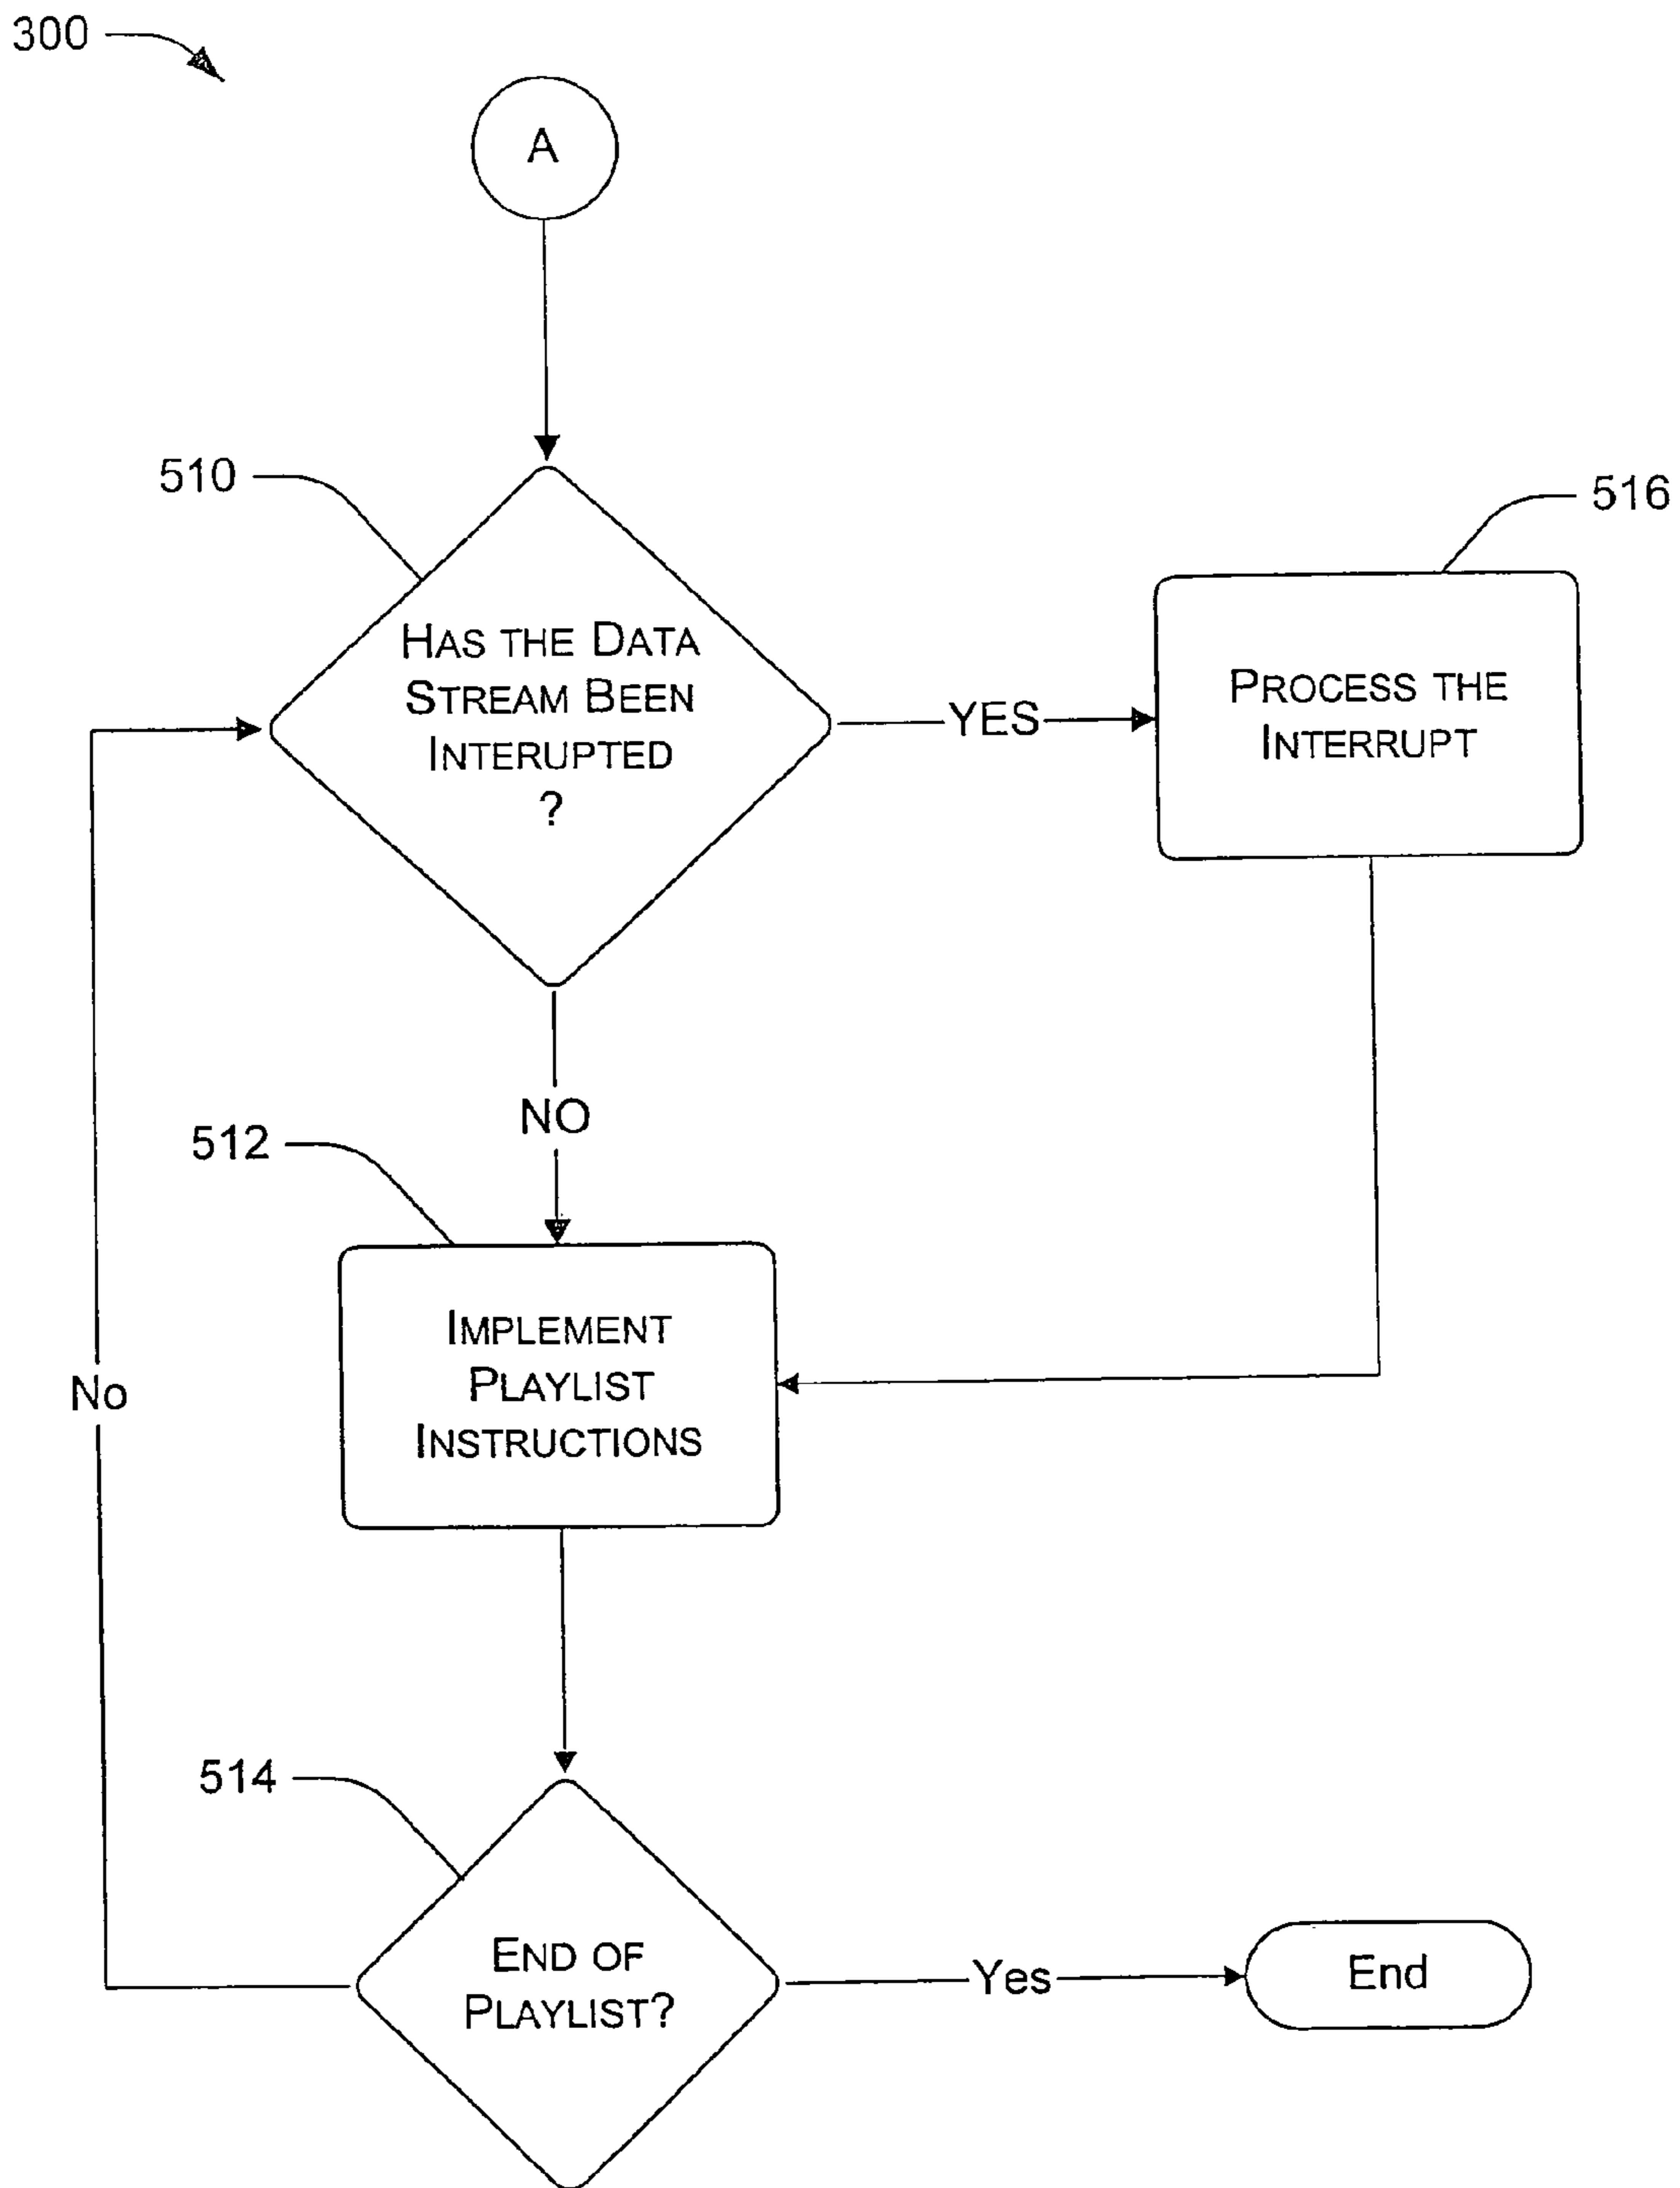 300
A
510
516
HAS THE DATA
STREAM BEEN
INTERUPTED
?
YES
PROCESS THE
INTERRUPT
NO
512
IMPLEMENT
PLAYLIST
INSTRUCTIONS
No
514
END OF
PLAYLIST?
Yes
End